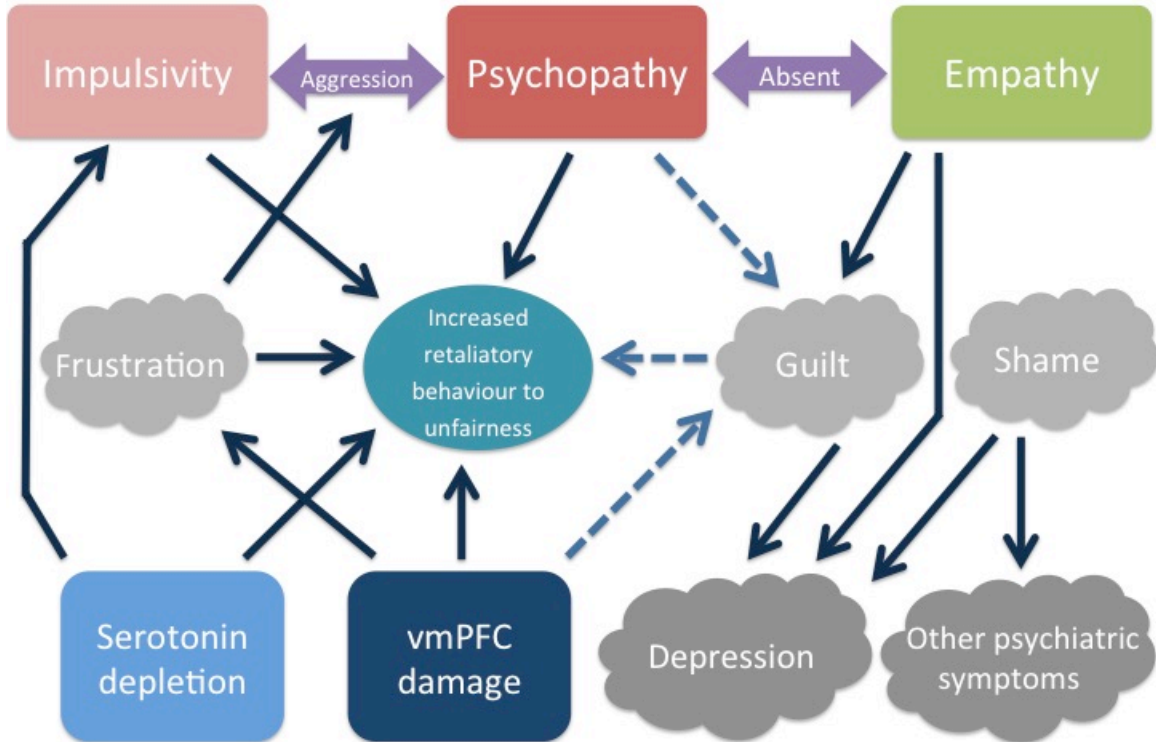 Impulsivity
Aggression
Psychopathy
Absent
Empathy
Frustration
Increased
retaliatory
behaviour to
unfairness
Guilt
Shame
Serotonin
depletion
vmPFC
damage
Depression
Other psychiatric
symptoms